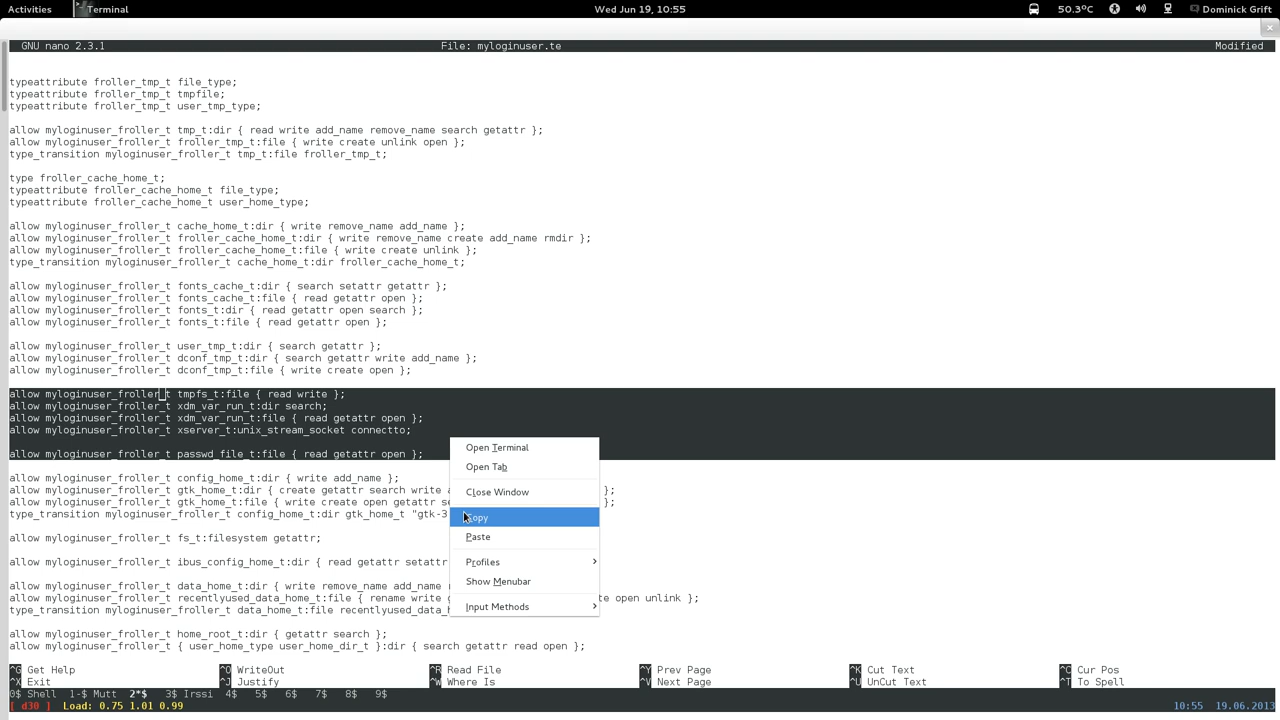 Activities Terminal Wed Jun 19, 10:55 50.3°C Dominick Grift
GNU nano 2.3.1 File: myloginuser.te Modified
typeattribute froller_tmp_t file_type;
typeattribute froller_tmp_t tmpfile;
typeattribute froller_tmp_t user_tmp_type;
allow myloginuser_froller_t tmp_t:dir { read write add_name remove_name search getattr };
allow myloginuser_froller_t froller_tmp_t:file { write create unlink open };
type_transition myloginuser_froller_t tmp_t:file froller_tmp_t;
type froller_cache_home_t;
typeattribute froller_cache_home_t file_type;
typeattribute froller_cache_home_t user_home_type;
allow myloginuser_froller_t cache_home_t:dir { write remove_name add_name };
allow myloginuser_froller_t froller_cache_home_t:dir { write remove_name create add_name rmdir };
allow myloginuser_froller_t froller_cache_home_t:file { write create unlink };
type_transition myloginuser_froller_t cache_home_t:dir froller_cache_home_t;
allow myloginuser_froller_t fonts_cache_t:dir { search setattr getattr };
allow myloginuser_froller_t fonts_cache_t:file { read getattr open };
allow myloginuser_froller_t fonts_t:dir { read getattr open search };
allow myloginuser_froller_t fonts_t:file { read getattr open };
allow myloginuser_froller_t user_tmp_t:dir { search getattr };
allow myloginuser_froller_t dconf_tmp_t:dir { search getattr write add_name };
allow myloginuser_froller_t dconf_tmp_t:file { write create open };
allow myloginuser_froller_t tmpfs_t:file { read write };
allow myloginuser_froller_t xdm_var_run_t:dir search;
allow myloginuser_froller_t xdm_var_run_t:file { read getattr open };
allow myloginuser_froller_t xserver_t:unix_stream_socket connectto;
allow myloginuser_froller_t passwd_file_t:file { read getattr open };
allow myloginuser_froller_t config_home_t:dir { write add_name };
allow myloginuser_froller_t gtk_home_t:dir { create getattr search write };
allow myloginuser_froller_t gtk_home_t:file { write create open getattr };
type_transition myloginuser_froller_t config_home_t:dir gtk_home_t "gtk-3
allow myloginuser_froller_t fs_t:filesystem getattr;
allow myloginuser_froller_t ibus_config_home_t:dir { read getattr setattr
allow myloginuser_froller_t data_home_t:dir { write remove_name add_name
allow myloginuser_froller_t recentlyused_data_home_t:file { rename write te open unlink };
type_transition myloginuser_froller_t data_home_t:file recentlyused_data_h
allow myloginuser_froller_t home_root_t:dir { getattr search };
allow myloginuser_froller_t { user_home_type user_home_dir_t }:dir { search getattr read open };
Open Terminal
Open Tab
Close Window
Copy
Paste
Profiles
Show Menubar
Input Methods
^G Get Help ^O WriteOut ^R Read File ^Y Prev Page ^K Cut Text ^C Cur Pos
^X Exit ^J Justify ^W Where Is ^V Next Page ^U UnCut Text ^T To Spell
0$ Shell 1-$ Mutt 2*$ 3$ Irssi 4$ 5$ 6$ 7$ 8$ 9$
[ d30 ] Load: 0.75 1.01 0.99 10:55 19.06.2013